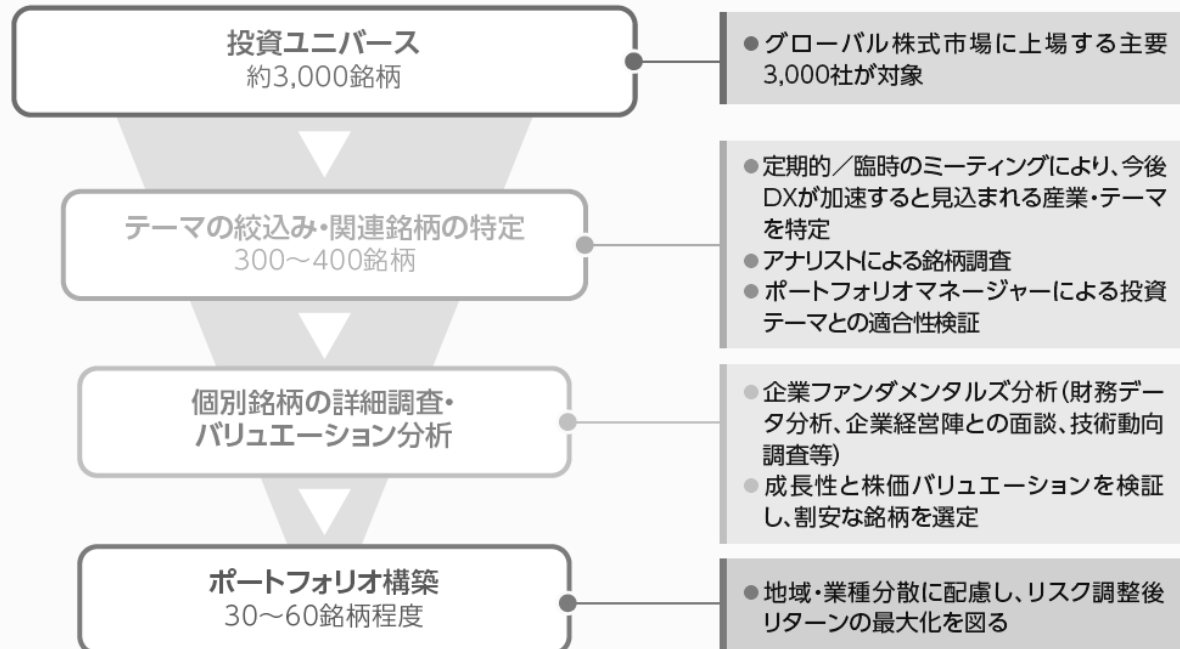 投資ユニバース
約3,000銘柄
●グローバル株式市場に上場する主要
3,000社が対象
テーマの絞込み・関連銘柄の特定
300～400銘柄
●定期的／臨時のミーティングにより、今後
DXが加速すると見込まれる産業・テーマ
を特定
●アナリストによる銘柄調査
●ポートフォリオマネージャーによる投資
テーマとの適合性検証
個別銘柄の詳細調査・
バリュエーション分析
●企業ファンダメンタルズ分析（財務デー
タ分析、企業経営陣との面談、技術動向
調査等）
●成長性と株価バリュエーションを検証
し、割安な銘柄を選定
ポートフォリオ構築
30～60銘柄程度
●地域・業種分散に配慮し、リスク調整後
リターンの最大化を図る